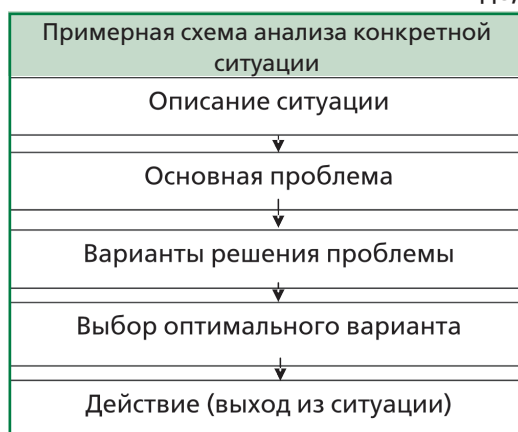 Примерная схема анализа конкретной
ситуации
Описание ситуации
Основная проблема
Варианты решения проблемы
Выбор оптимального варианта
Действие (выход из ситуации)